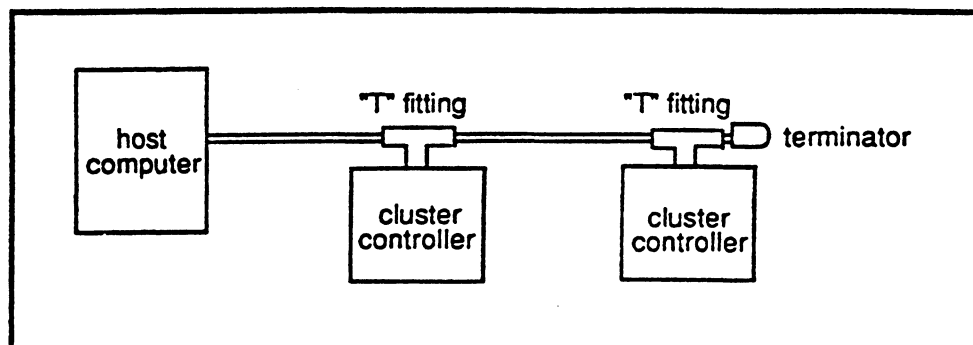 host
computer
"T" fitting
cluster
controller
"T" fitting
cluster
controller
terminator